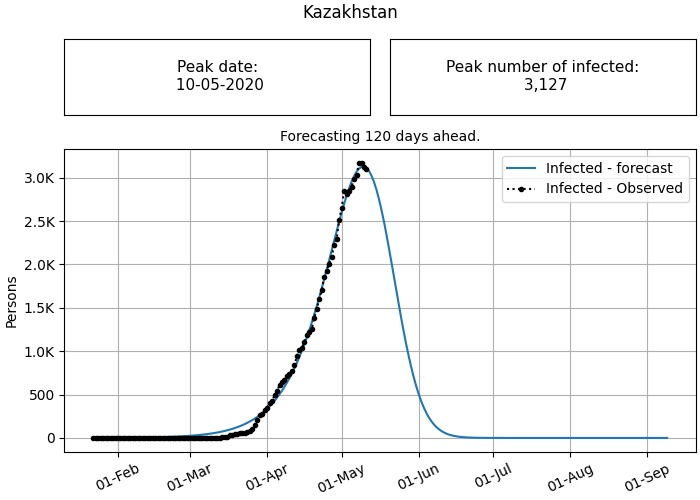 Kazakhstan
Peak date:
10-05-2020
Peak number of infected:
3,127
Forecasting 120 days ahead.
Infected - forecast
Infected - Observed
3.0K
2.5K
2.0K
1.5K
1.0K
500
0
Persons
01-Feb
01-Mar
01-Apr
01-May
01-Jun
01-Jul
01-Aug
01-Sep